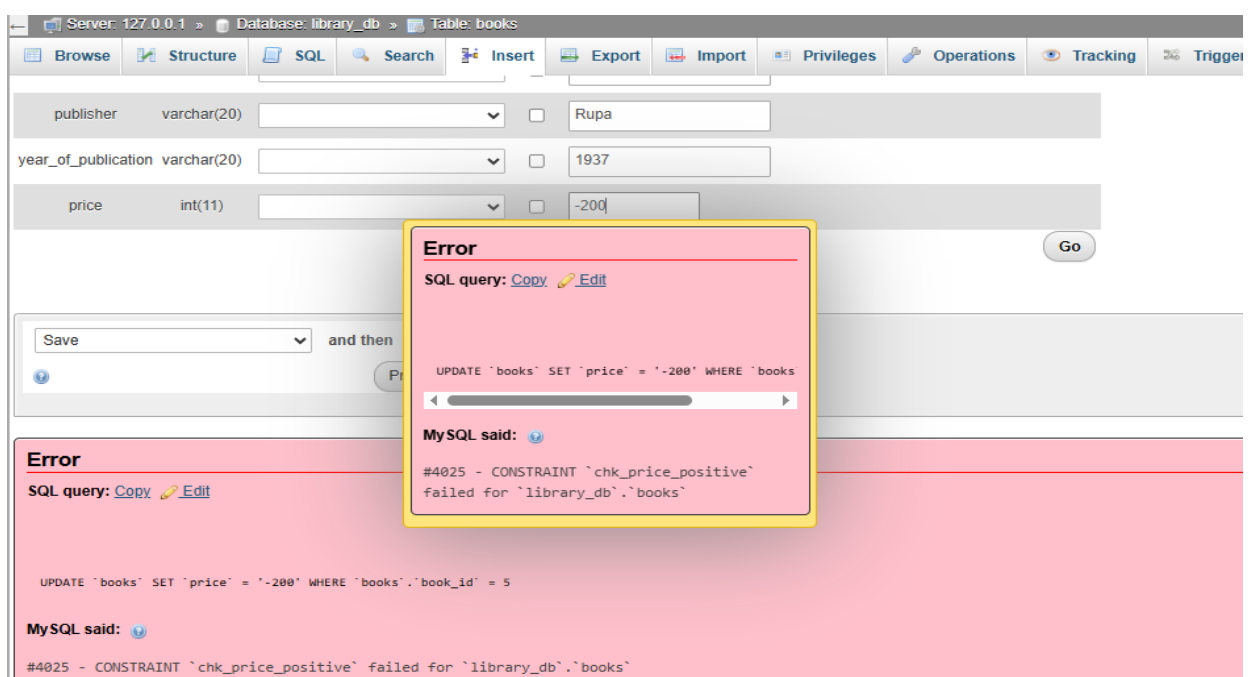 ← Server: 127.0.0.1 » Database: library_db » Table: books
Browse Structure SQL Search Insert Export Import Privileges Operations Tracking Trigger
publisher varchar(20) Rupa
year_of_publication varchar(20) 1937
price int(11) -200
Go
Save and then
Pr
Error
SQL query: Copy Edit
UPDATE `books` SET `price` = '-200' WHERE `books
MySQL said:
#4025 - CONSTRAINT `chk_price_positive`
failed for `library_db`.`books`
Error
SQL query: Copy Edit
UPDATE `books` SET `price` = '-200' WHERE `books`.`book_id` = 5
MySQL said:
#4025 - CONSTRAINT `chk_price_positive` failed for `library_db`.`books`